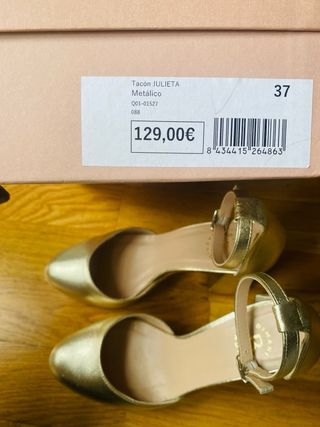 Tacón JULIETA
Metálico
Q01-01527
088
37
129,00€
8 434415 264863